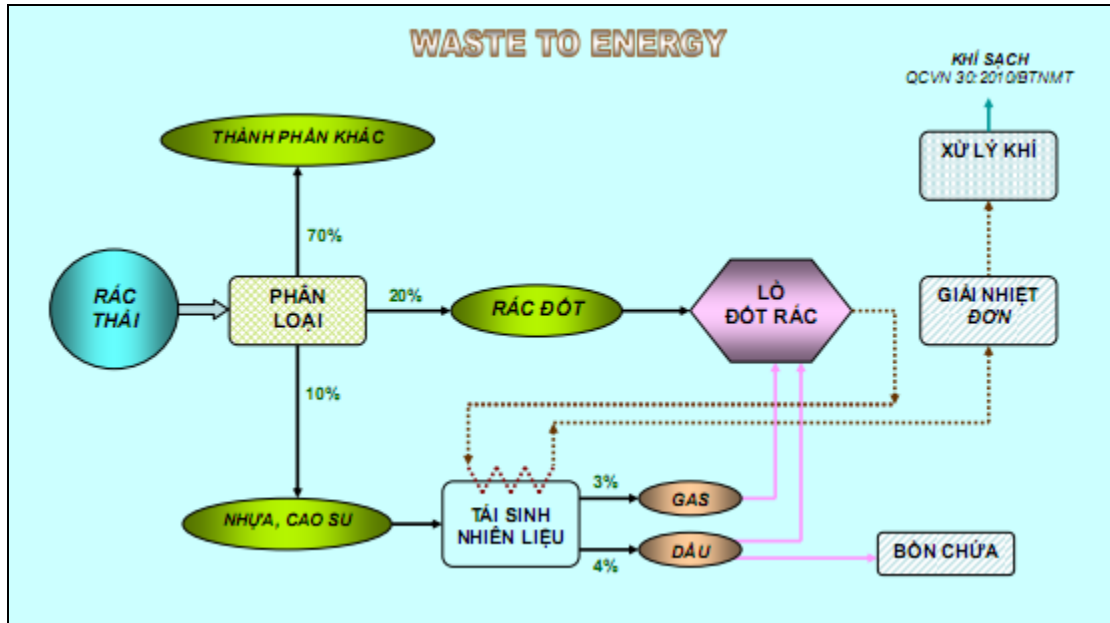 WASTE TO ENERGY
KHÍ SẠCH
QCVN 30:2010/BTNMT
THÀNH PHẦN KHÁC
XỬ LÝ KHÍ
70%
RÁC
THẢI
PHÂN
LOẠI
20%
RÁC ĐỐT
LÒ
ĐỐT RÁC
GIẢI NHIỆT
ĐƠN
10%
NHỰA, CAO SU
TÁI SINH
NHIÊN LIỆU
3%
GAS
4%
DẦU
BỒN CHỨA